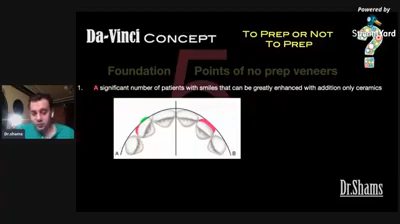 Powered by
StreamYard
Da-Vinci Concept
To Prep or Not
To Prep
?
5
Foundation Points of no prep veneers
1. A significant number of patients with smiles that can be greatly enhanced with addition only ceramics
A B
Dr.shams
Dr.Shams